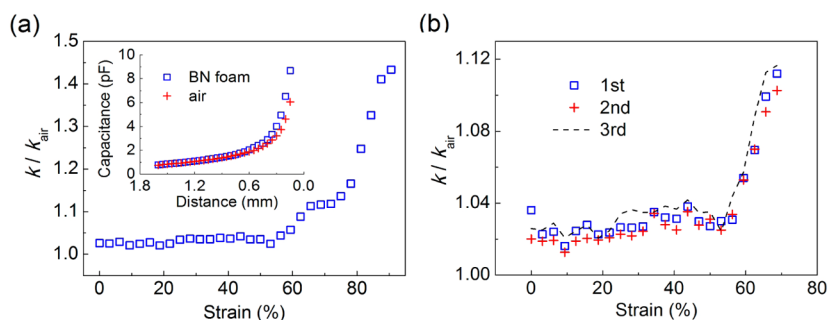 (a)
1.5
1.4
1.3
1.2
1.1
1.0
k / k_air
0 20 40 60 80
Strain (%)
10
8
6
4
2
0
Capacitance (pF)
BN foam
air
1.8 1.2 0.6 0.0
Distance (mm)
(b)
1.12
1.08
1.04
1.00
k / k_air
1st
2nd
3rd
0 20 40 60 80
Strain (%)